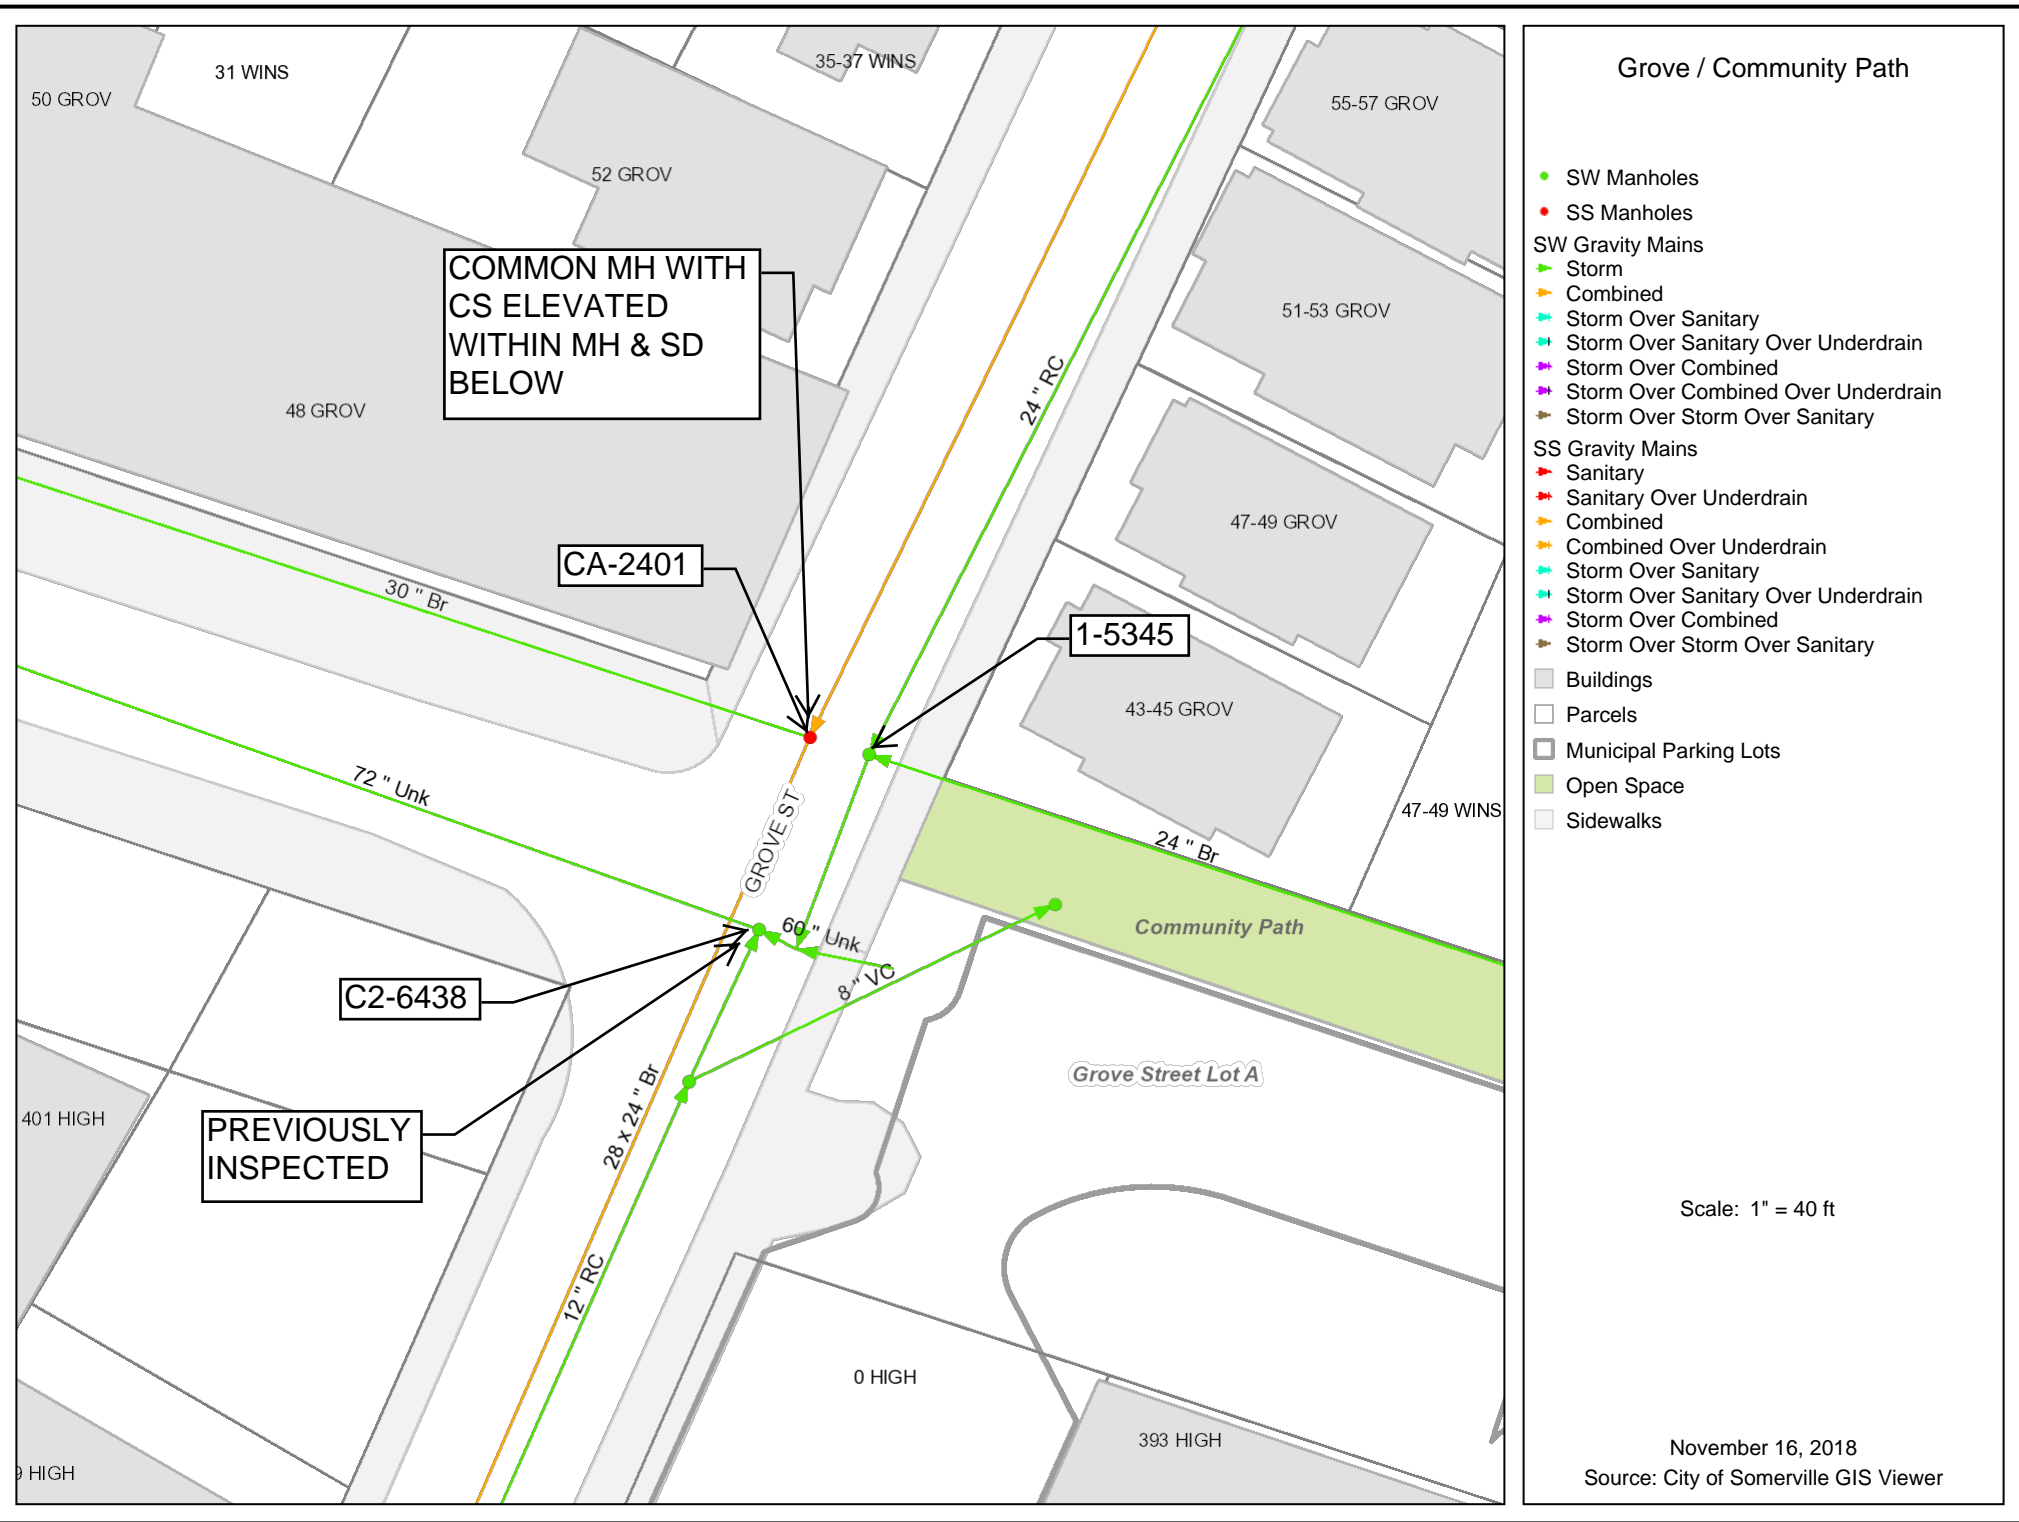 31 WINS
35-37 WINS
50 GROV
55-57 GROV
52 GROV
COMMON MH WITH
CS ELEVATED
WITHIN MH & SD
BELOW
51-53 GROV
24 " RC
48 GROV
47-49 GROV
CA-2401
30 " Br
1-5345
43-45 GROV
72 " Unk
GROVE ST
47-49 WINS
24 " Br
Community Path
60 " Unk
8 " VC
C2-6438
Grove Street Lot A
28 x 24 " Br
401 HIGH
PREVIOUSLY
INSPECTED
12 " RC
0 HIGH
393 HIGH
9 HIGH
Grove / Community Path
SW Manholes
SS Manholes
SW Gravity Mains
Storm
Combined
Storm Over Sanitary
Storm Over Sanitary Over Underdrain
Storm Over Combined
Storm Over Combined Over Underdrain
Storm Over Storm Over Sanitary
SS Gravity Mains
Sanitary
Sanitary Over Underdrain
Combined
Combined Over Underdrain
Storm Over Sanitary
Storm Over Sanitary Over Underdrain
Storm Over Combined
Storm Over Storm Over Sanitary
Buildings
Parcels
Municipal Parking Lots
Open Space
Sidewalks
Scale: 1" = 40 ft
November 16, 2018
Source: City of Somerville GIS Viewer